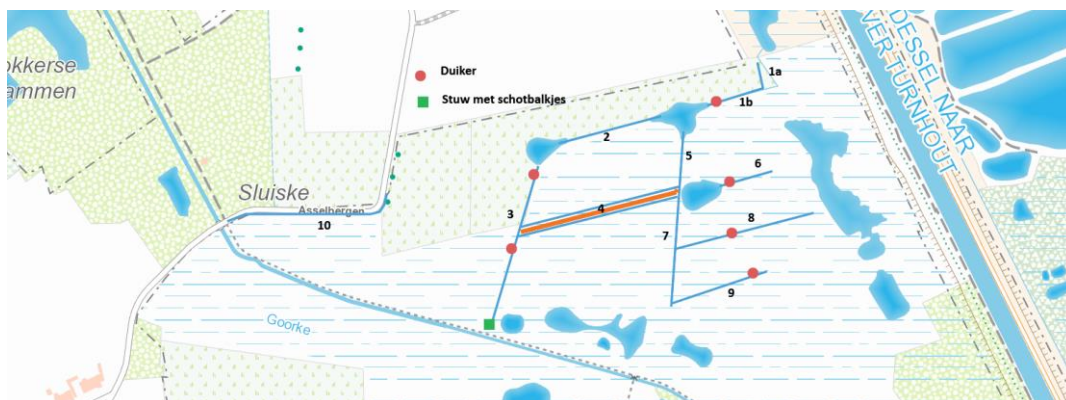 okkerse
ammen
Duiker
Stuw met schotbalkjes
1a
1b
2
5
6
Sluiske
Asselbergen
10
3
4
8
7
9
Goorke
DESSEL NAAR
VER TURNHOUT